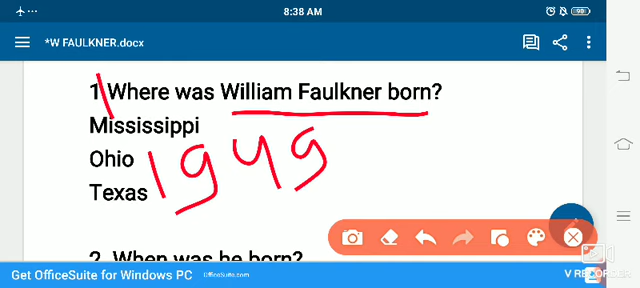 8:38 AM
90
*W FAULKNER.docx
1 Where was William Faulkner born?
Mississippi
Ohio
Texas
1949
2. When was he born?
Get OfficeSuite for Windows PC OfficeSuite.com
V RECORDER